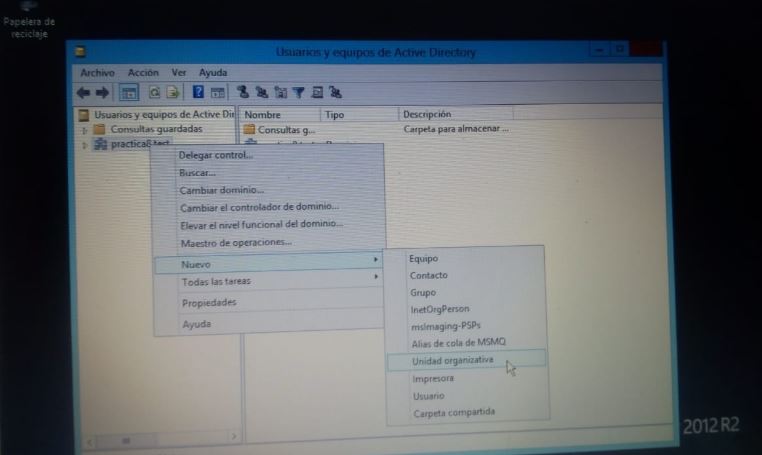 Papelera de
reciclaje
Usuarios y equipos de Active Directory
Archivo Acción Ver Ayuda
Usuarios y equipos de Active Dir
Nombre Tipo Descripción
Consultas guardadas
Consultas g... Carpeta para almacenar ...
Delegar control...
Buscar...
Cambiar dominio...
Cambiar el controlador de dominio...
Elevar el nivel funcional del dominio...
Maestro de operaciones...
Nuevo
Todas las tareas
Propiedades
Ayuda
Equipo
Contacto
Grupo
InetOrgPerson
msImaging-PSPs
Alias de cola de MSMQ
Unidad organizativa
Impresora
Usuario
Carpeta compartida
2012 R2